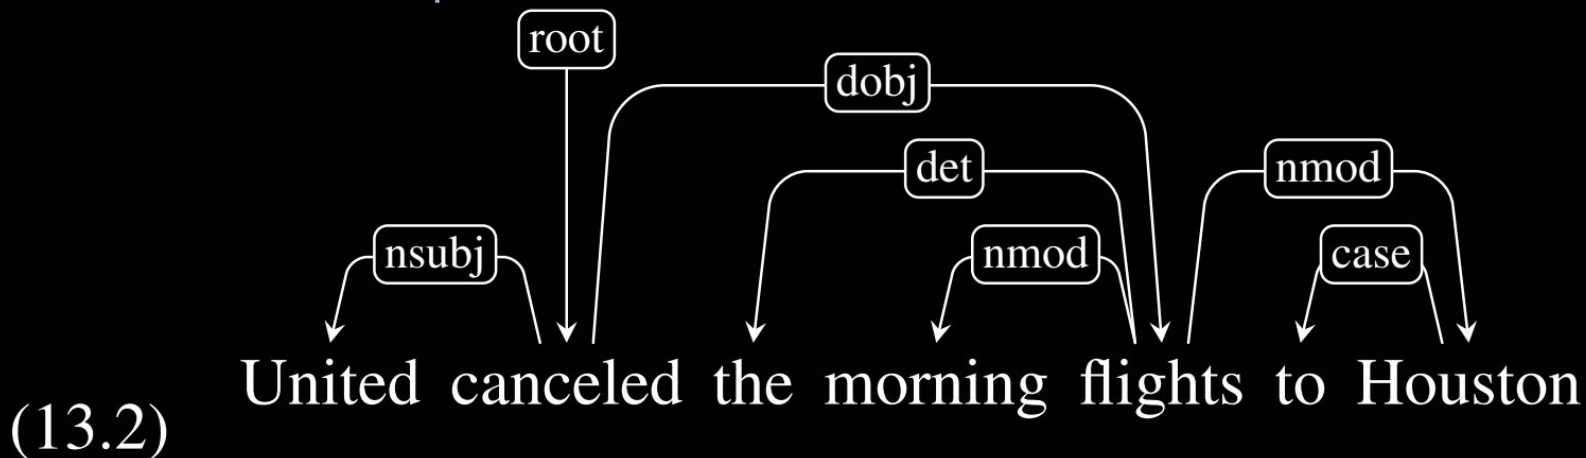 root
dobj
det
nmod
nsubj
nmod
case
United canceled the morning flights to Houston
(13.2)